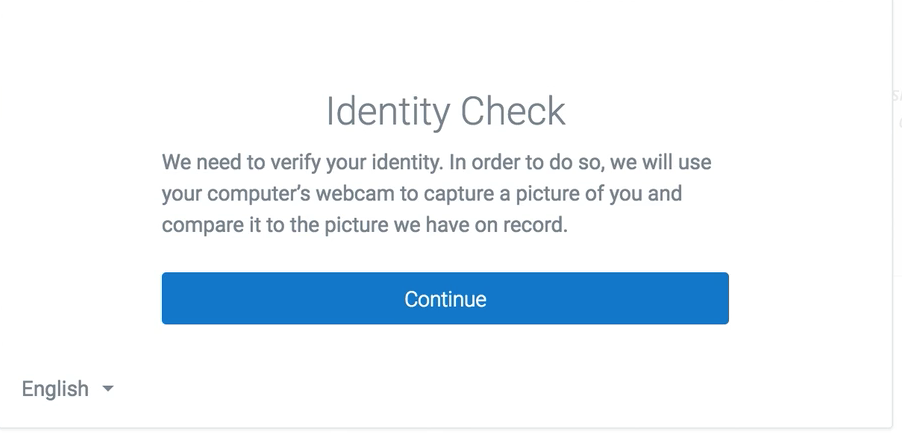 Identity Check
We need to verify your identity. In order to do so, we will use
your computer’s webcam to capture a picture of you and
compare it to the picture we have on record.
Continue
English